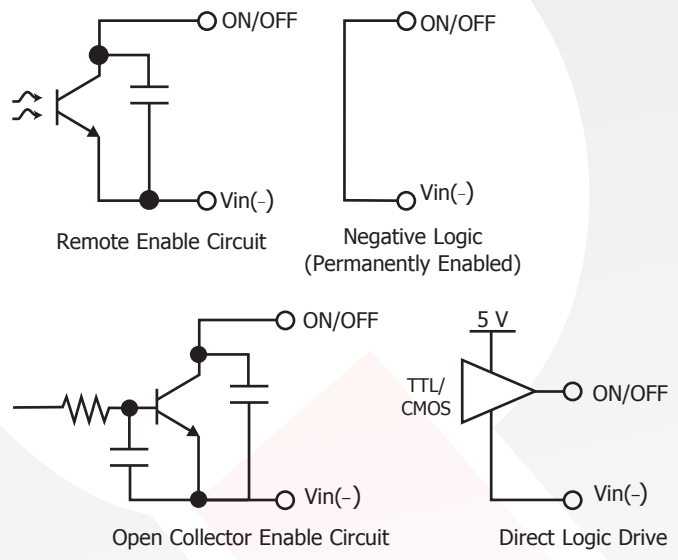 ON/OFF
Vin(–)
Remote Enable Circuit
ON/OFF
Vin(–)
Negative Logic
(Permanently Enabled)
ON/OFF
Vin(–)
Open Collector Enable Circuit
5 V
TTL/
CMOS
ON/OFF
Vin(–)
Direct Logic Drive